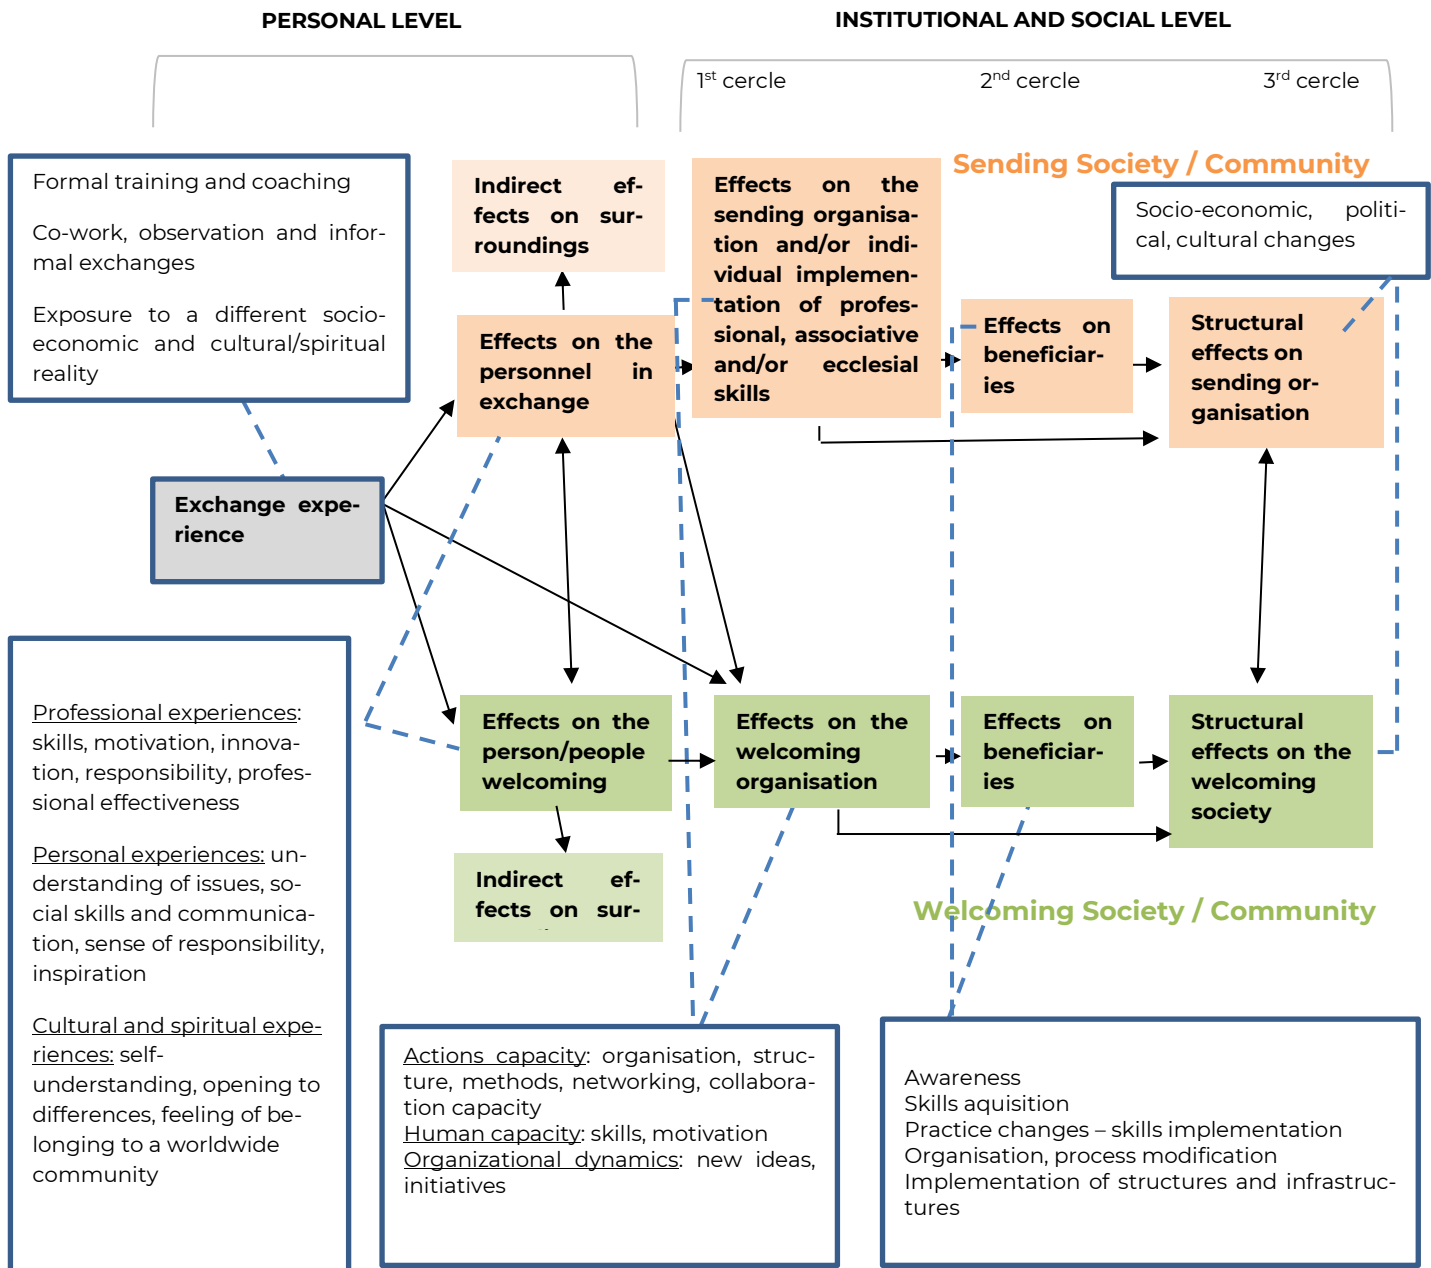 PERSONAL LEVEL
INSTITUTIONAL AND SOCIAL LEVEL
1st cercle
2nd cercle
3rd cercle
Sending Society / Community
Formal training and coaching
Co-work, observation and infor-
mal exchanges
Exposure to a different socio-
economic and cultural/spiritual
reality
Indirect ef-
fects on sur-
roundings
Effects on the
sending organisa-
tion and/or indi-
vidual implemen-
tation of profes-
sional, associative
and/or ecclesial
skills
Socio-economic, politi-
cal, cultural changes
Effects on the
personnel in
exchange
Effects on
beneficiar-
ies
Structural
effects on
sending or-
ganisation
Exchange expe-
rience
Professional experiences:
skills, motivation, innova-
tion, responsibility, profes-
sional effectiveness
Personal experiences: un-
derstanding of issues, so-
cial skills and communica-
tion, sense of responsibility,
inspiration
Cultural and spiritual expe-
riences: self-
understanding, opening to
differences, feeling of be-
longing to a worldwide
community
Effects on the
person/people
welcoming
Effects on the
welcoming
organisation
Effects on
beneficiar-
ies
Structural
effects on the
welcoming
society
Indirect ef-
fects on sur-
Welcoming Society / Community
Actions capacity: organisation, struc-
ture, methods, networking, collabora-
tion capacity
Human capacity: skills, motivation
Organizational dynamics: new ideas,
initiatives
Awareness
Skills aquisition
Practice changes – skills implementation
Organisation, process modification
Implementation of structures and infrastruc-
tures